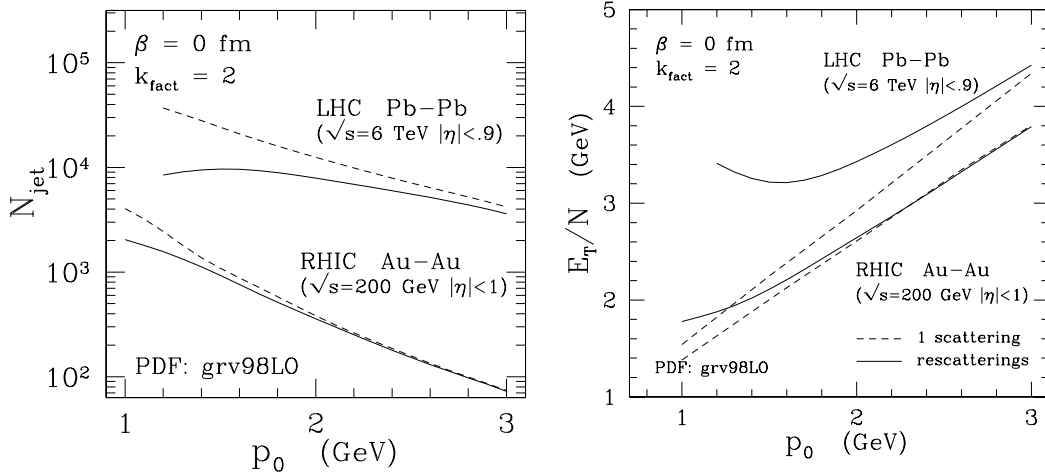 β = 0 fm
k_fact = 2
LHC Pb-Pb
(√s=6 TeV |η|<.9)
RHIC Au-Au
(√s=200 GeV |η|<1)
PDF: grv98LO
N_jet
10^5
10^4
10^3
10^2
1 2 3
p_0 (GeV)
β = 0 fm
k_fact = 2
LHC Pb-Pb
(√s=6 TeV |η|<.9)
RHIC Au-Au
(√s=200 GeV |η|<1)
1 scattering
rescatterings
PDF: grv98LO
E_T/N (GeV)
5
4
3
2
1
1 2 3
p_0 (GeV)